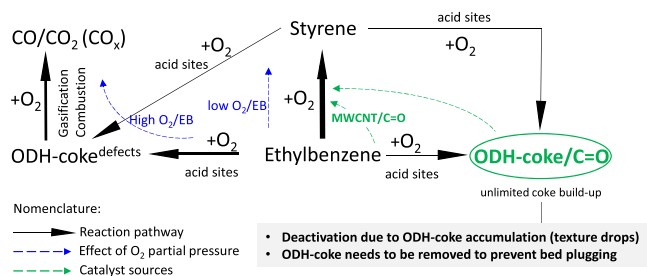 Styrene
acid sites
+O₂
CO/CO₂ (COₓ)
+O₂
acid sites
+O₂
Gasification
Combustion
High O₂/EB
low O₂/EB
+O₂
MWCNT/C=O
ODH-coke defects
+O₂
acid sites
Ethylbenzene
+O₂
acid sites
ODH-coke/C=O
unlimited coke build-up
Nomenclature:
Reaction pathway
Effect of O₂ partial pressure
Catalyst sources
• Deactivation due to ODH-coke accumulation (texture drops)
• ODH-coke needs to be removed to prevent bed plugging